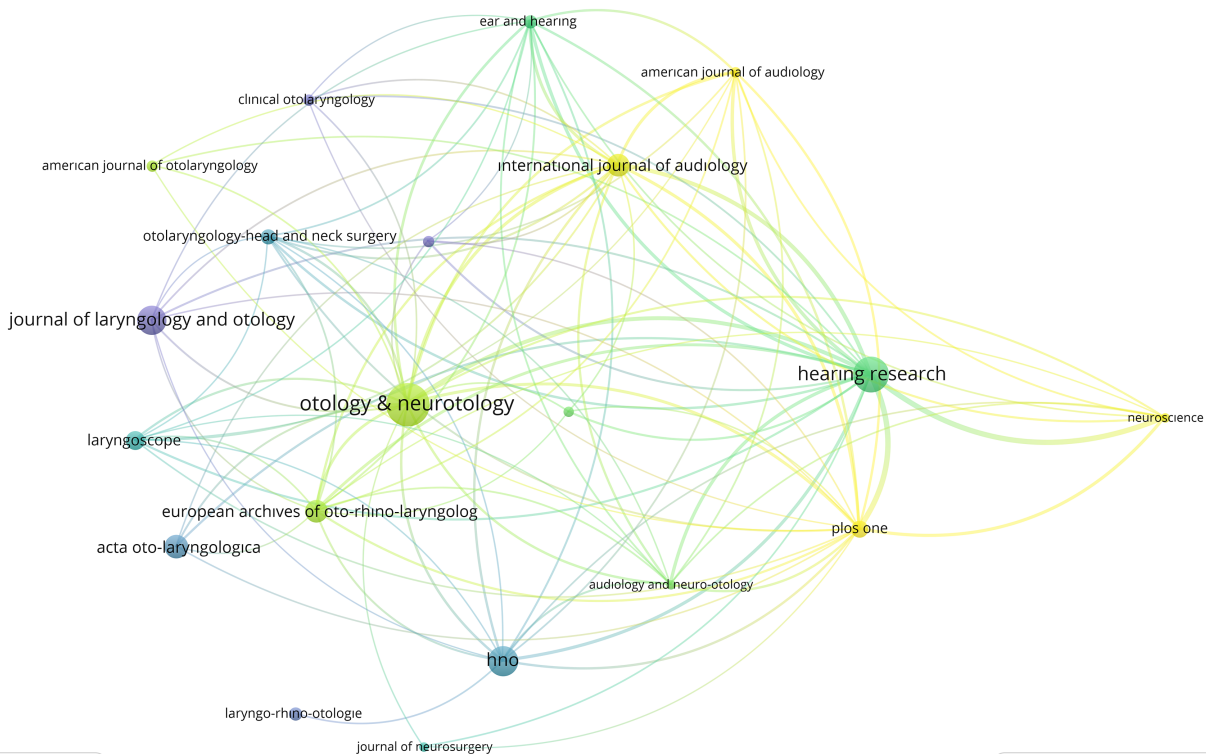 ear and hearing
american journal of audiology
clinical otolaryngology
american journal of otolaryngology
international journal of audiology
otolaryngology-head and neck surgery
journal of laryngology and otology
hearing research
otology & neurotology
neuroscience
laryngoscope
european archives of oto-rhino-laryngolog
plos one
acta oto-laryngologica
audiology and neuro-otology
hno
laryngo-rhino-otologie
journal of neurosurgery